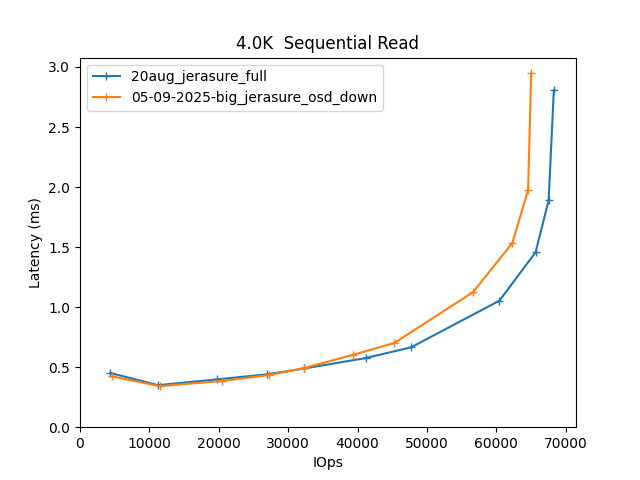 4.0K  Sequential Read
20aug_jerasure_full
05-09-2025-big_jerasure_osd_down
Latency (ms)
3.0
2.5
2.0
1.5
1.0
0.5
0.0
0 10000 20000 30000 40000 50000 60000 70000
IOps